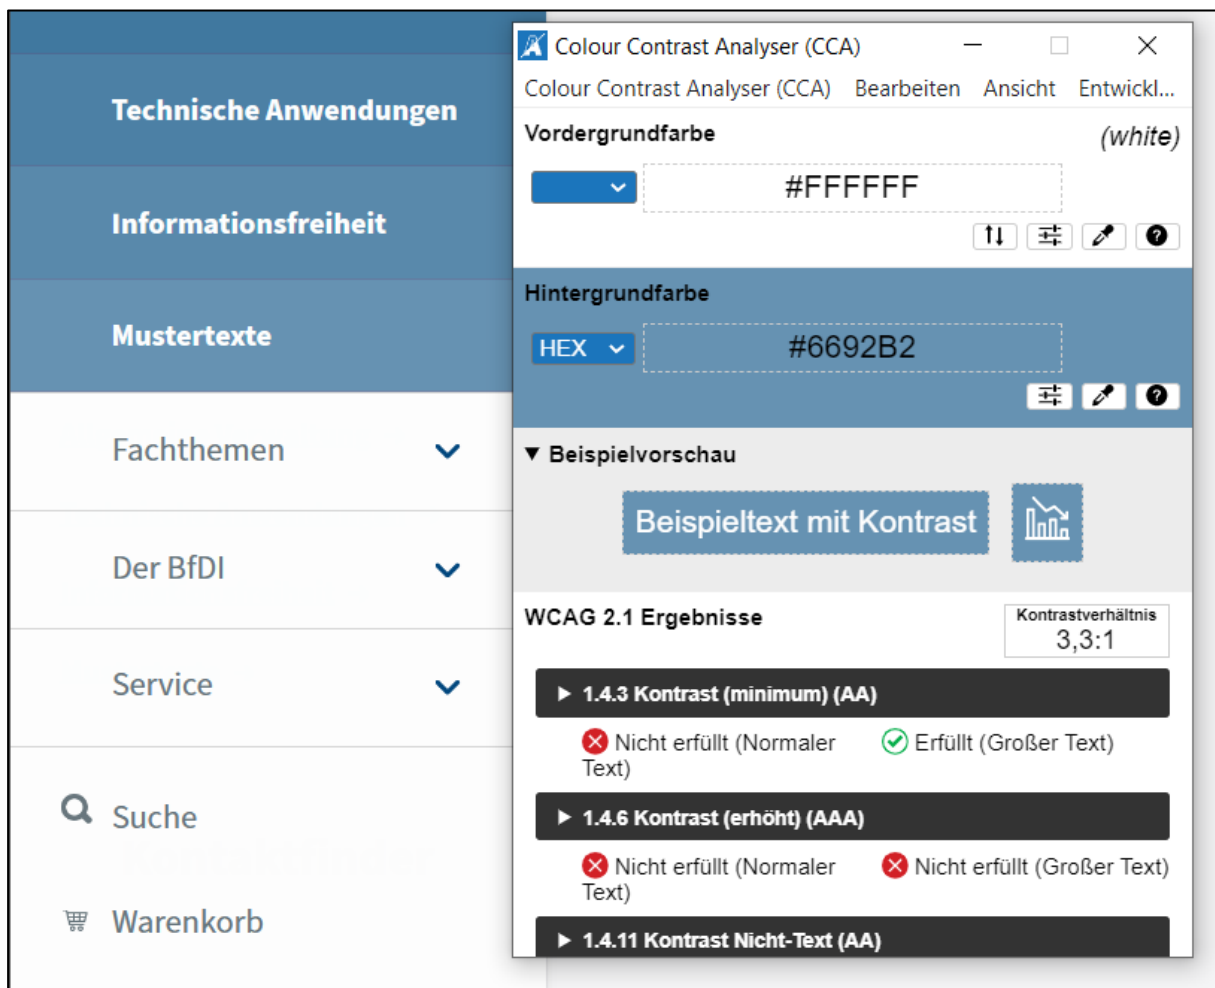 Technische Anwendungen
Informationsfreiheit
Mustertexte
Fachthemen
Der BfDI
Service
Suche
Warenkorb
Colour Contrast Analyser (CCA)
Colour Contrast Analyser (CCA) Bearbeiten Ansicht Entwickl...
Vordergrundfarbe (white)
#FFFFFF
Hintergrundfarbe
HEX #6692B2
▼ Beispielvorschau
Beispieltext mit Kontrast
WCAG 2.1 Ergebnisse
Kontrastverhältnis
3,3:1
▶ 1.4.3 Kontrast (minimum) (AA)
Nicht erfüllt (Normaler
Text)
Erfüllt (Großer Text)
▶ 1.4.6 Kontrast (erhöht) (AAA)
Nicht erfüllt (Normaler
Text)
Nicht erfüllt (Großer Text)
▶ 1.4.11 Kontrast Nicht-Text (AA)